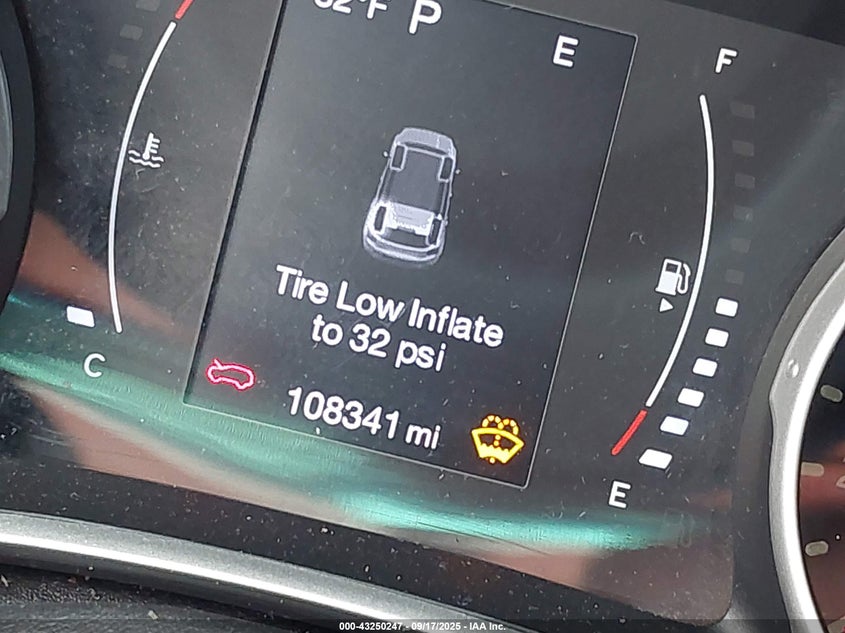 P
E
F
Tire Low Inflate
to 32 psi
C
108341 mi
E
000-43250247 - 09/17/2025 - IAA Inc.